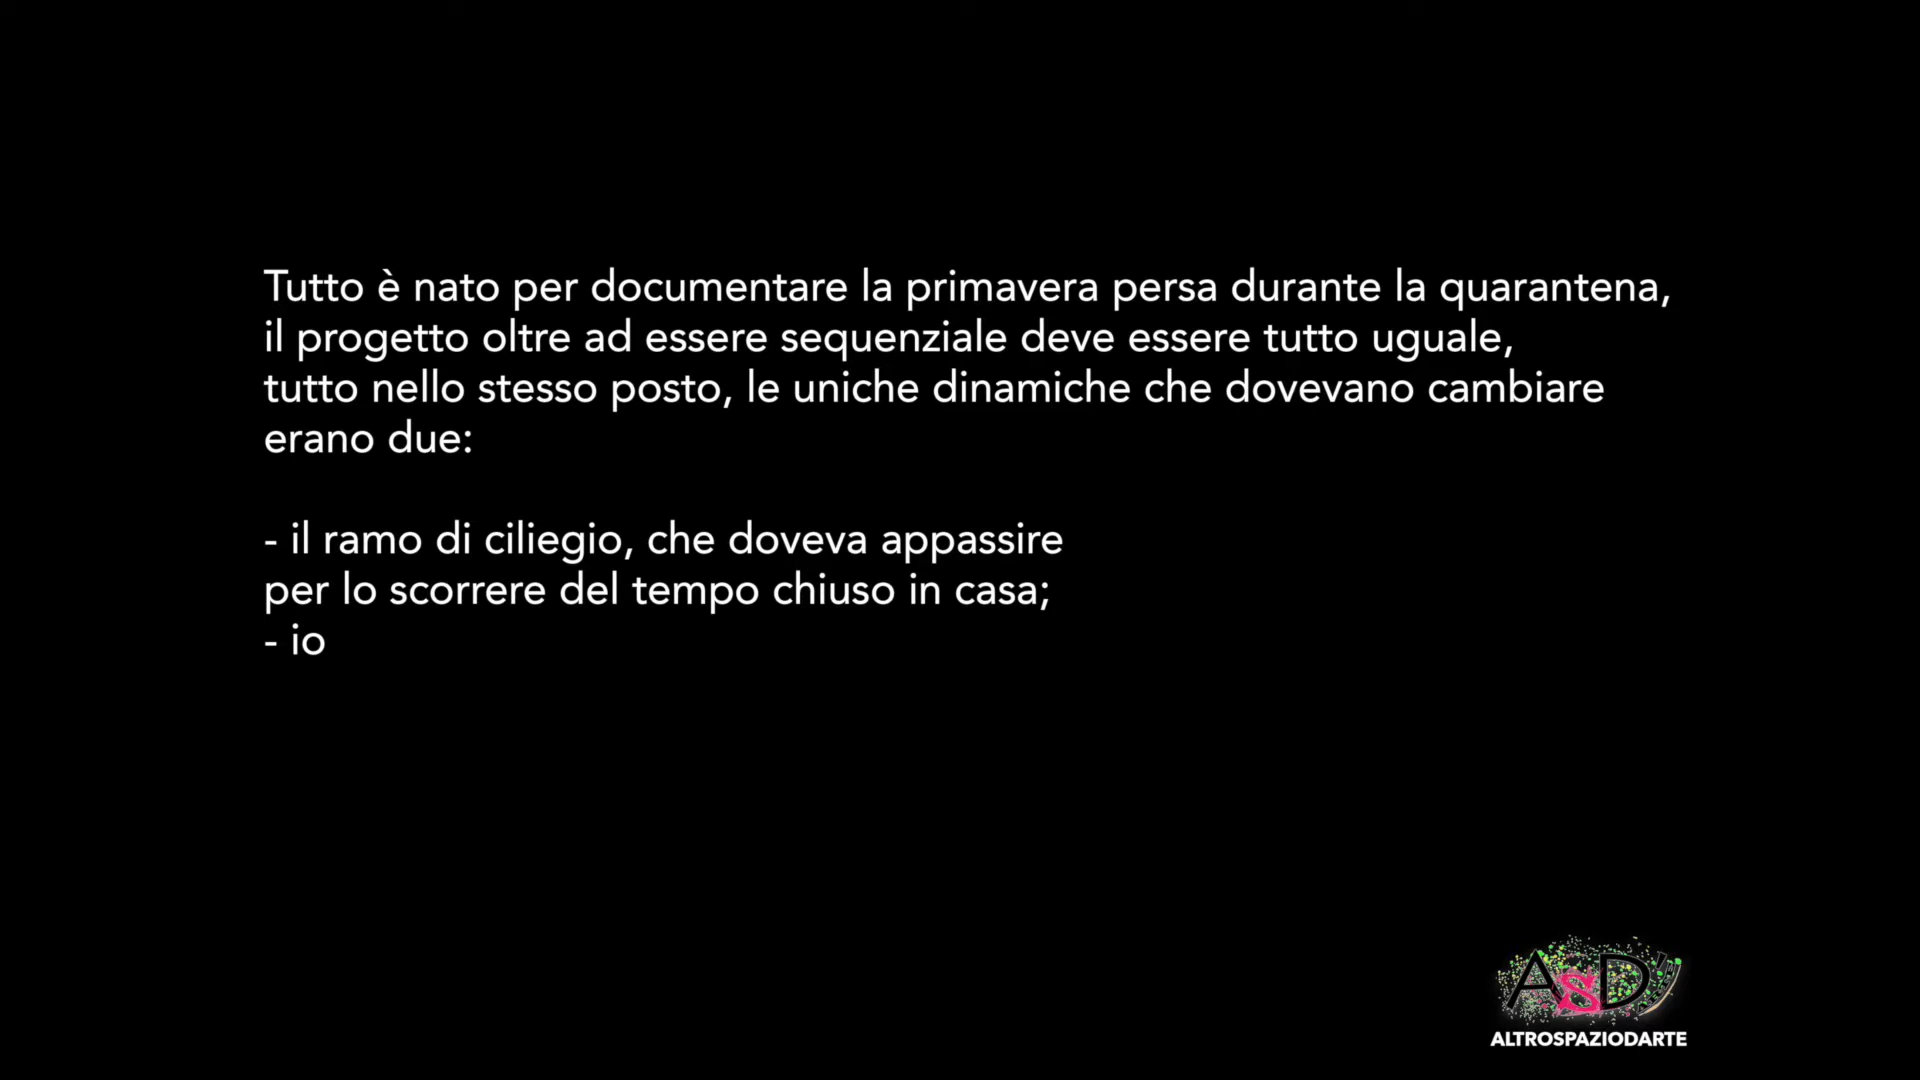 Tutto è nato per documentare la primavera persa durante la quarantena,
il progetto oltre ad essere sequenziale deve essere tutto uguale,
tutto nello stesso posto, le uniche dinamiche che dovevano cambiare
erano due:
- il ramo di ciliegio, che doveva appassire
per lo scorrere del tempo chiuso in casa;
- io
ASD'
ALTROSPAZIODARTE